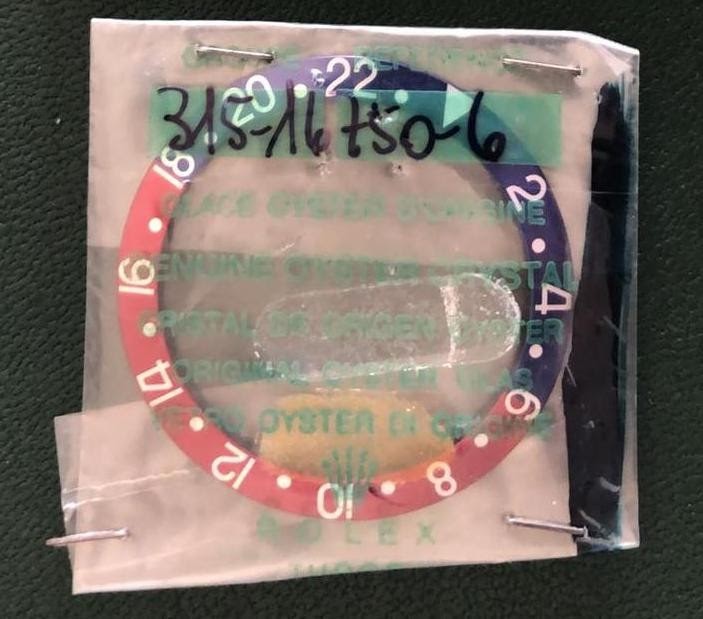 22
20
315-16750-6
18
2
GLACE OYSTER D'ORIGINE
16
GENUINE OYSTER CRYSTAL
4
CRISTAL DE ORIGEN OYSTER
ORIGINAL OYSTER GLAS
14
6
VETRO OYSTER DI ORIGINE
12
8
10
ROLEX